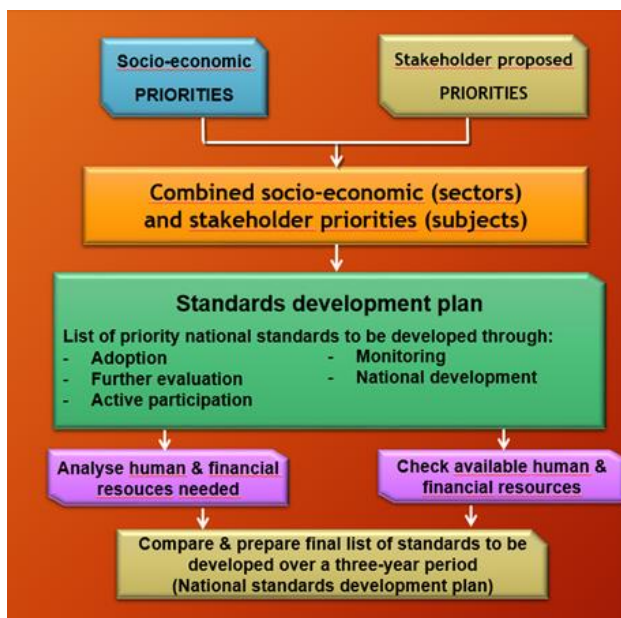 Socio-economic
PRIORITIES
Stakeholder proposed
PRIORITIES
Combined socio-economic (sectors)
and stakeholder priorities (subjects)
Standards development plan
List of priority national standards to be developed through:
- Adoption
- Further evaluation
- Active participation
- Monitoring
- National development
Analyse human & financial
resouces needed
Check available human &
financial resources
Compare & prepare final list of standards to be
developed over a three-year period
(National standards development plan)